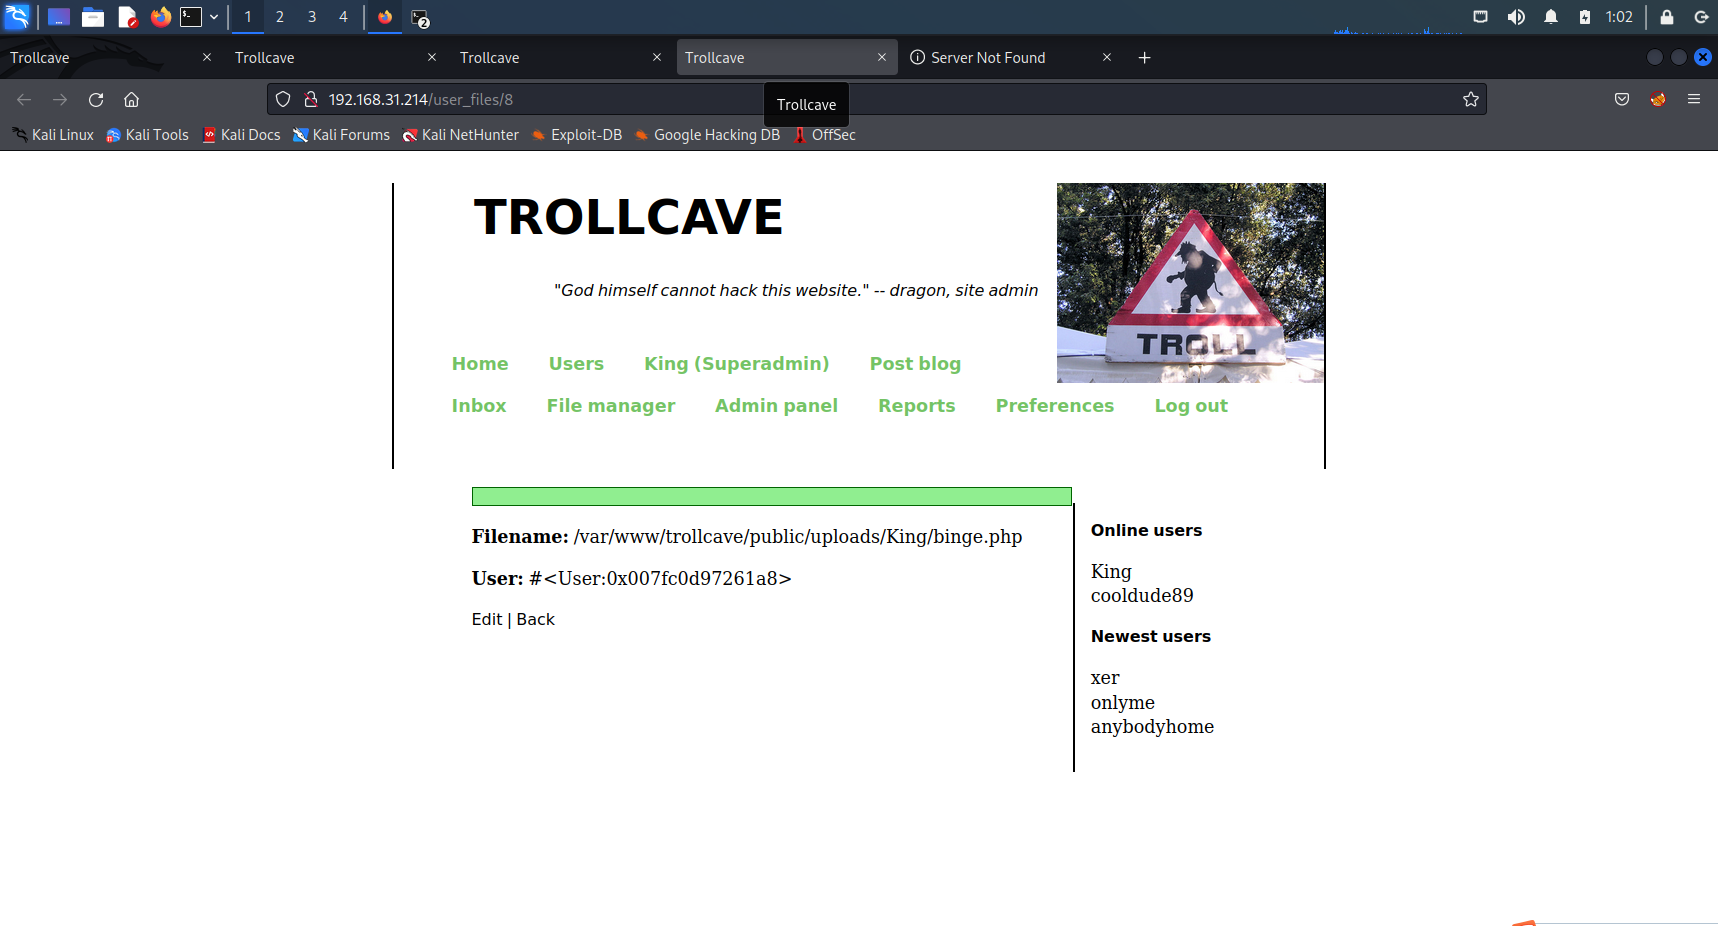 1 2 3 4 2 1:02
Trollcave Trollcave Trollcave Trollcave Server Not Found
192.168.31.214/user_files/8
Trollcave
Kali Linux Kali Tools Kali Docs Kali Forums Kali NetHunter Exploit-DB Google Hacking DB OffSec
TROLLCAVE
"God himself cannot hack this website." -- dragon, site admin
TROLL
Home Users King (Superadmin) Post blog
Inbox File manager Admin panel Reports Preferences Log out
Filename: /var/www/trollcave/public/uploads/King/binge.php
User: #<User:0x007fc0d97261a8>
Edit | Back
Online users
King
cooldude89
Newest users
xer
onlyme
anybodyhome